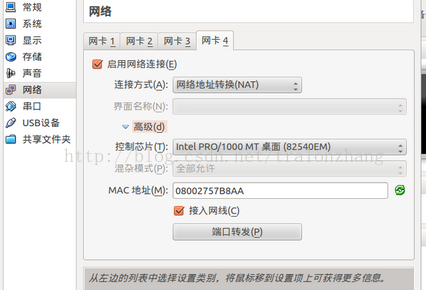 常规
系统
显示
存储
声音
网络
串口
USB设备
共享文件夹
网络
网卡 1
网卡 2
网卡 3
网卡 4
启用网络连接(E)
连接方式(A): 网络地址转换(NAT)
界面名称(N):
高级(d)
控制芯片(T): Intel PRO/1000 MT 桌面 (82540EM)
混杂模式(P): 全部允许
MAC 地址(M): 08002757B8AA
接入网线(C)
端口转发(P)
从左边的列表中选择设置类别，将鼠标移到设置项上可获得更多信息。